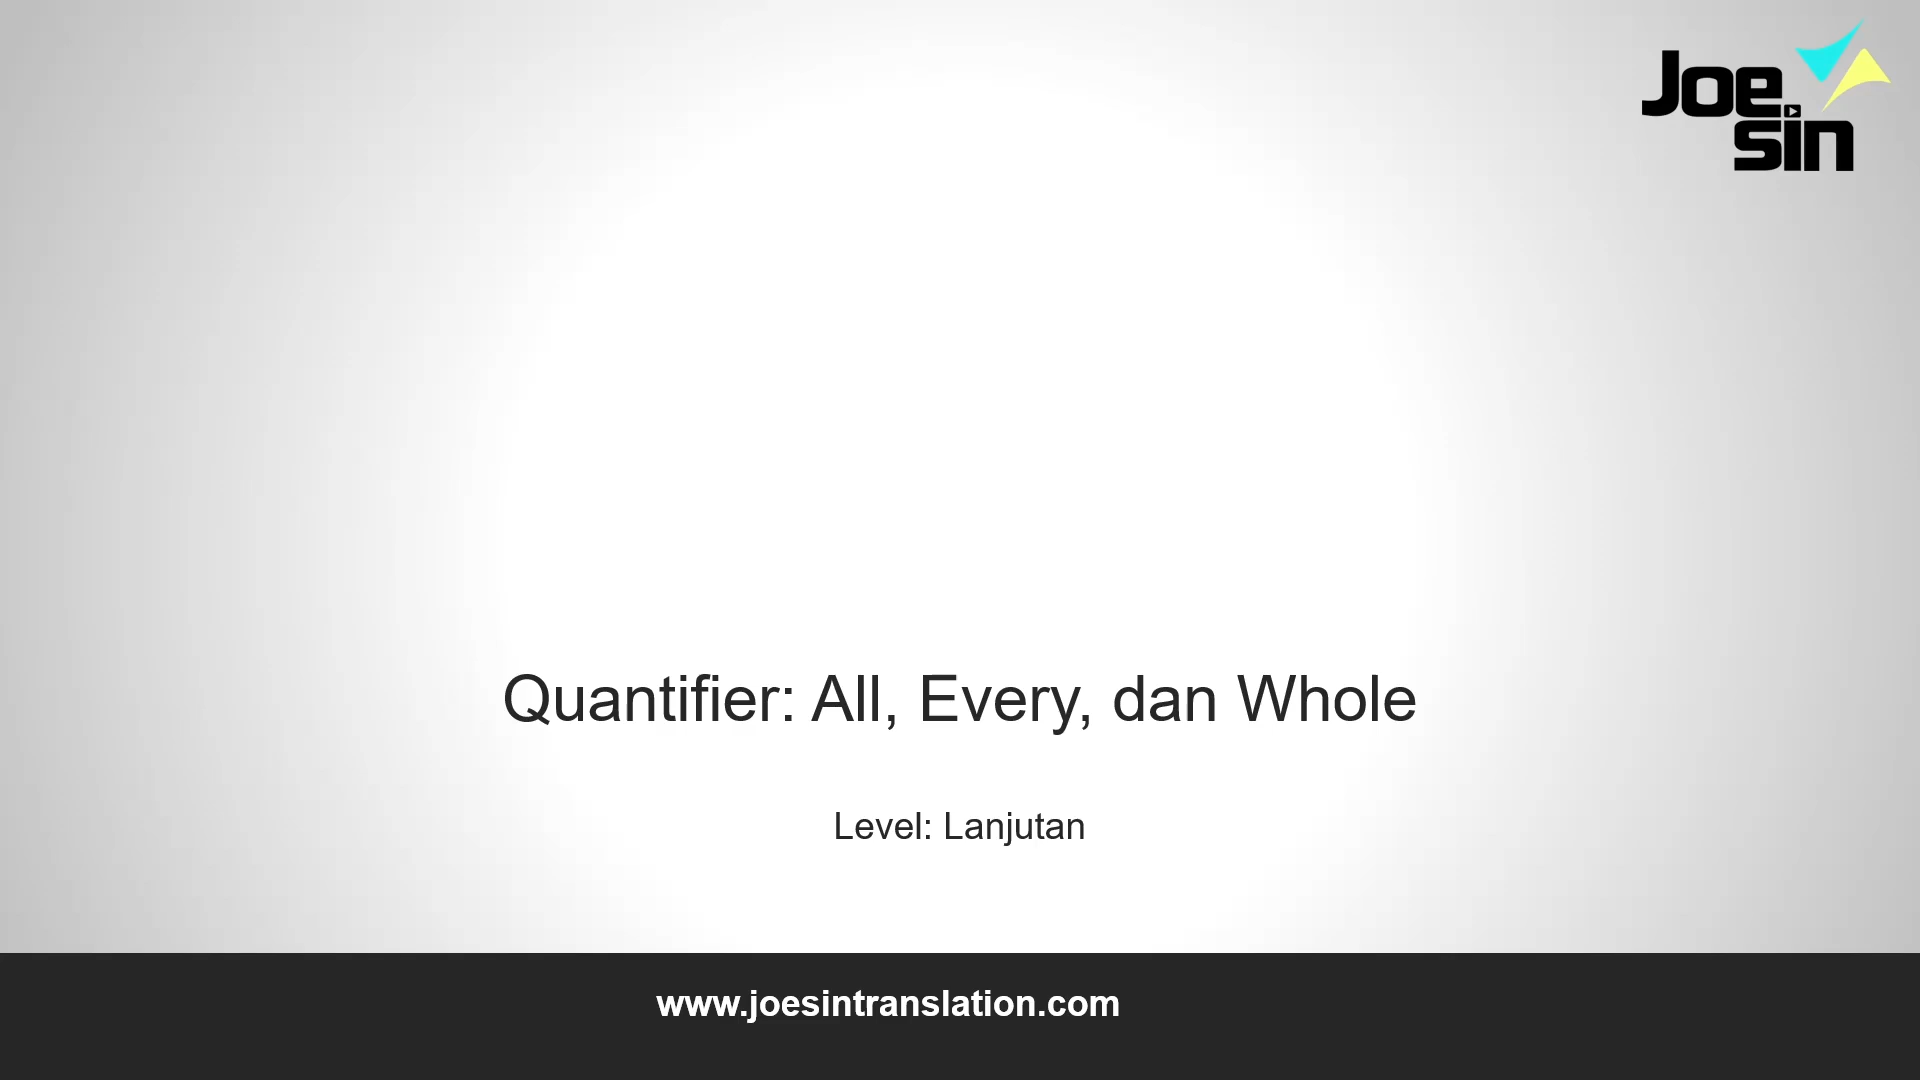 Joe
sin
Quantifier: All, Every, dan Whole
Level: Lanjutan
www.joesintranslation.com